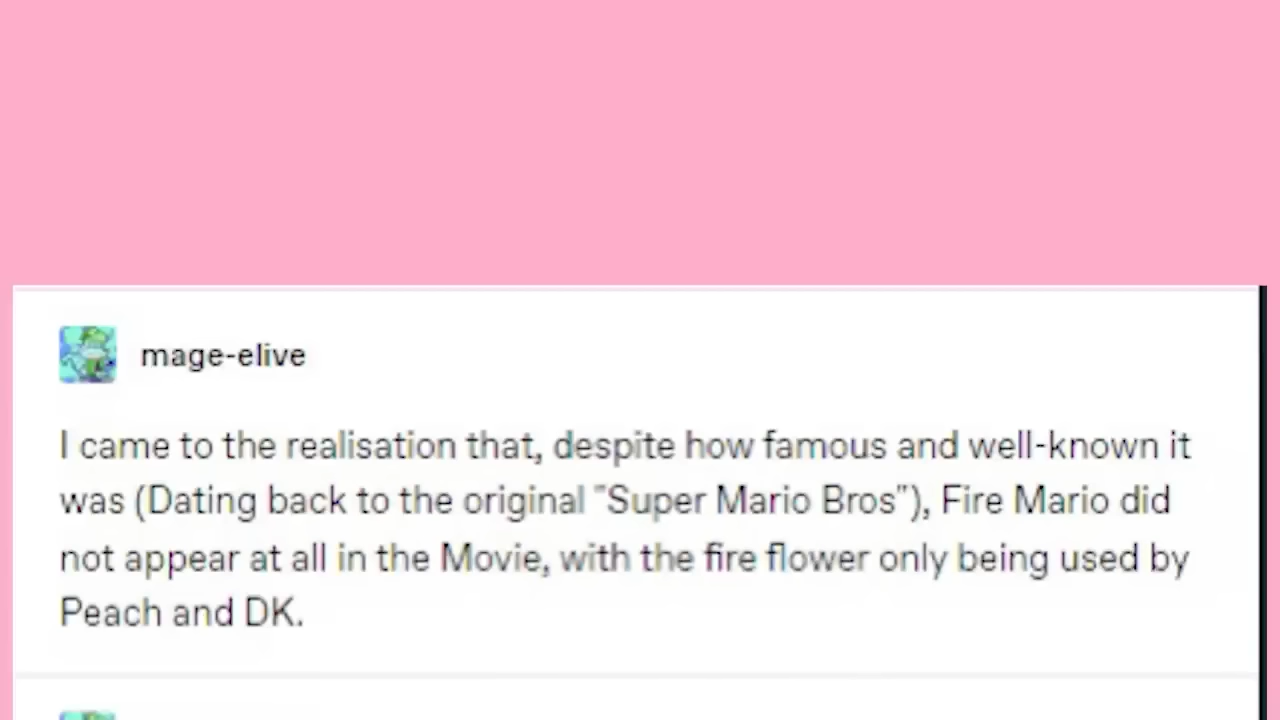 mage-elive
I came to the realisation that, despite how famous and well-known it
was (Dating back to the original "Super Mario Bros"), Fire Mario did
not appear at all in the Movie, with the fire flower only being used by
Peach and DK.